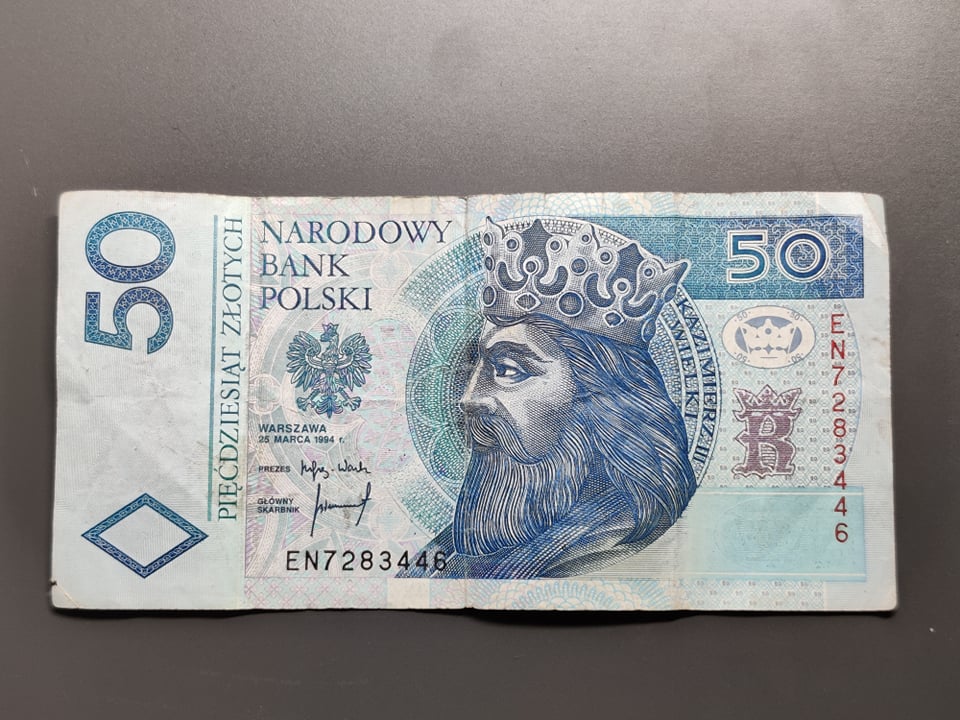 50
PIĘĆDZIESIĄT ZŁOTYCH
NARODOWY
BANK
POLSKI
WARSZAWA
25 MARCA 1994 r.
PREZES
GŁÓWNY
SKARBNIK
EN7283446
KAZIMIERZ III
WIELKI
50
EN7283446